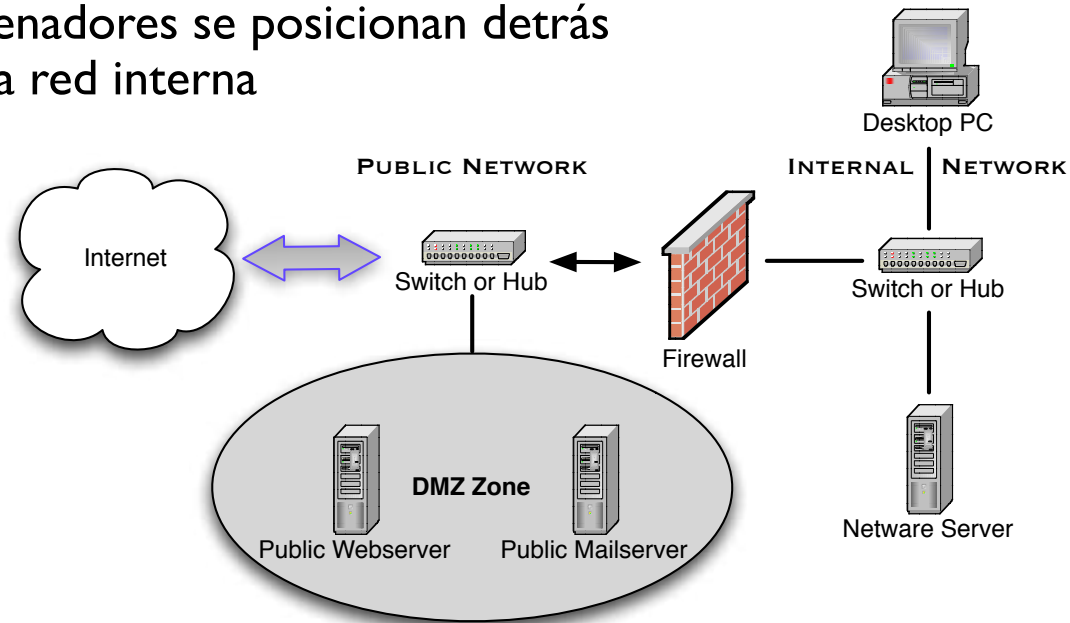 enadores se posicionan detrás
a red interna
Desktop PC
PUBLIC NETWORK
INTERNAL NETWORK
Internet
Switch or Hub
Switch or Hub
Firewall
DMZ Zone
Public Webserver
Public Mailserver
Netware Server